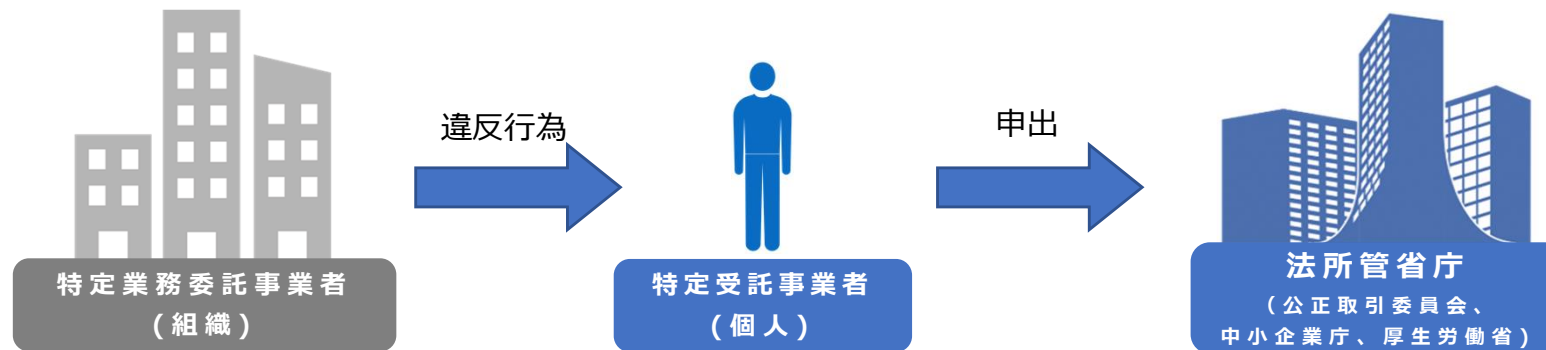 違反行為
申出
特定業務委託事業者
(組織)
特定受託事業者
(個人)
法所管省庁
(公正取引委員会、
中小企業庁、厚生労働省)